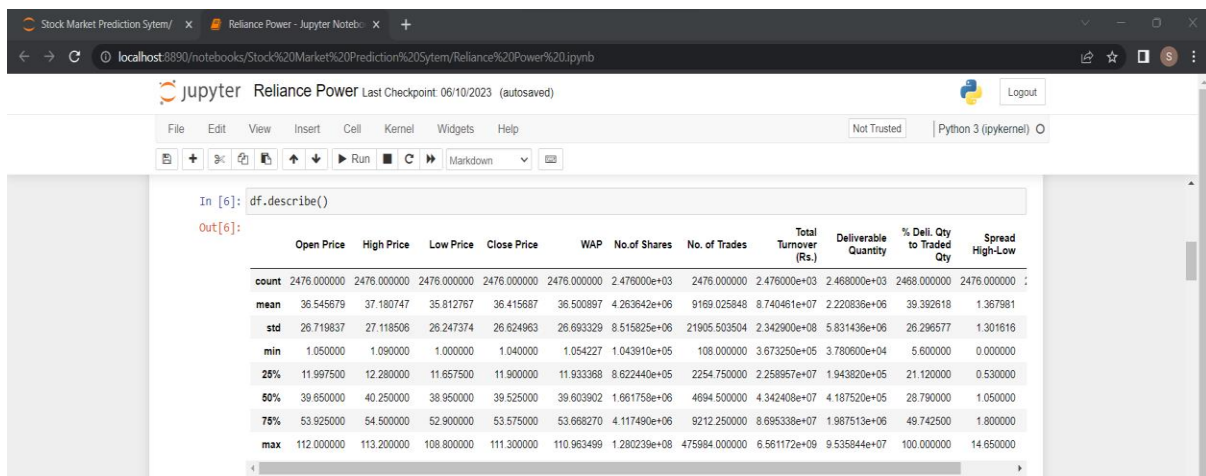 Stock Market Prediction Sytem/ X Reliance Power - Jupyter Notebo X +
localhost:8890/notebooks/Stock%20Market%20Prediction%20Sytem/Reliance%20Power%20.ipynb S
jupyter Reliance Power Last Checkpoint: 06/10/2023 (autosaved) Logout
File Edit View Insert Cell Kernel Widgets Help Not Trusted Python 3 (ipykernel)
Run Markdown
In [6]: df.describe()
Out[6]:
Open Price High Price Low Price Close Price WAP No.of Shares No. of Trades Total Turnover (Rs.) Deliverable Quantity % Deli. Qty to Traded Qty Spread High-Low
count 2476.000000 2476.000000 2476.000000 2476.000000 2476.000000 2.476000e+03 2476.000000 2.476000e+03 2.468000e+03 2468.000000 2476.000000
mean 36.545679 37.180747 35.812767 36.415687 36.500897 4.263642e+06 9169.025848 8.740461e+07 2.220836e+06 39.392618 1.367981
std 26.719837 27.118506 26.247374 26.624963 26.693329 8.515825e+06 21905.503504 2.342900e+08 5.831436e+06 26.296577 1.301616
min 1.050000 1.090000 1.000000 1.040000 1.054227 1.043910e+05 108.000000 3.673250e+05 3.780600e+04 5.600000 0.000000
25% 11.997500 12.280000 11.657500 11.900000 11.933368 8.622440e+05 2254.750000 2.258957e+07 1.943820e+05 21.120000 0.530000
50% 39.650000 40.250000 38.950000 39.525000 39.603902 1.661758e+06 4694.500000 4.342408e+07 4.187520e+05 28.790000 1.050000
75% 53.925000 54.500000 52.900000 53.575000 53.668270 4.117490e+06 9212.250000 8.695338e+07 1.987513e+06 49.742500 1.800000
max 112.000000 113.200000 108.800000 111.300000 110.963499 1.280239e+08 475984.000000 6.561172e+09 9.535844e+07 100.000000 14.650000